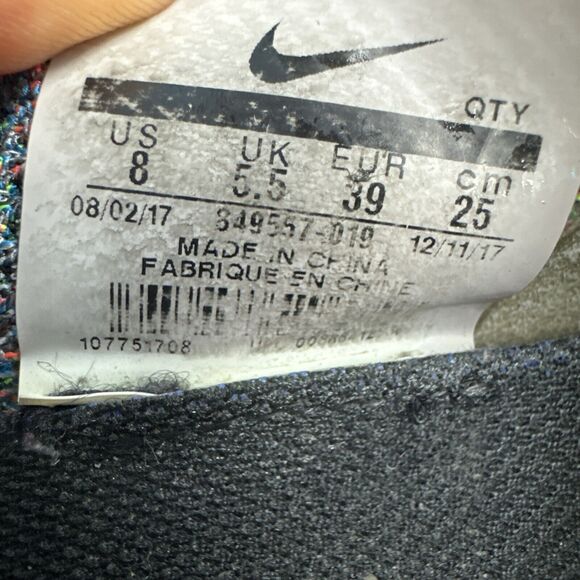 QTY
US UK EUR cm
8 5.5 39 25
08/02/17 849557-019 12/11/17
MADE IN CHINA
FABRIQUE EN CHINE
107751708